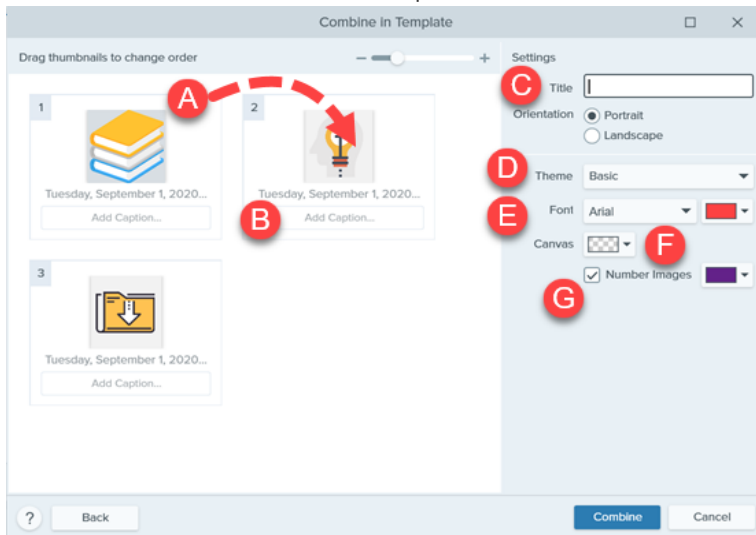 Combine in Template
Drag thumbnails to change order
Settings
C Title
Orientation Portrait
Landscape
1
A
2
Tuesday, September 1, 2020...
Tuesday, September 1, 2020...
Add Caption...
B
Add Caption...
D Theme Basic
E Font Arial
Canvas F
G Number Images
3
Tuesday, September 1, 2020...
Add Caption...
? Back
Combine Cancel